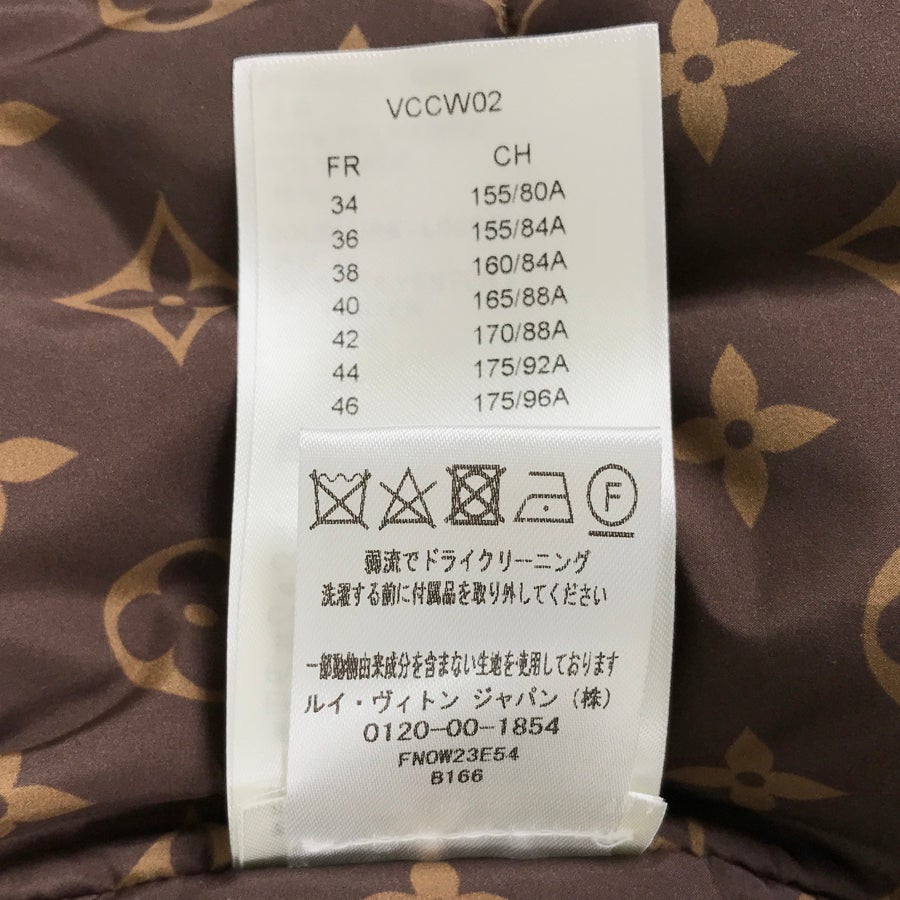 VCCW02
FR CH
34 155/80A
36 155/84A
38 160/84A
40 165/88A
42 170/88A
44 175/92A
46 175/96A
F
弱流でドライクリーニング
洗濯する前に付属品を取り外してください
一部動物由来成分を含まない生地を使用しております
ルイ・ヴィトン ジャパン（株）
0120-00-1854
FNOW23E54
B166